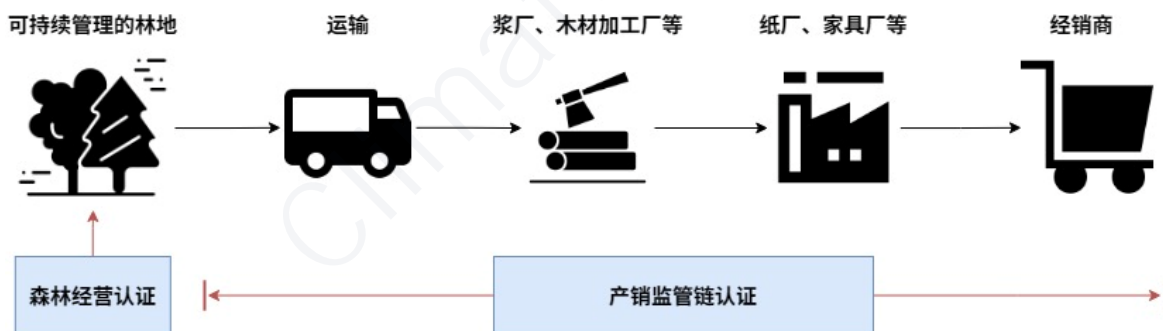 可持续管理的林地
运输
浆厂、木材加工厂等
纸厂、家具厂等
经销商
森林经营认证
产销监管链认证